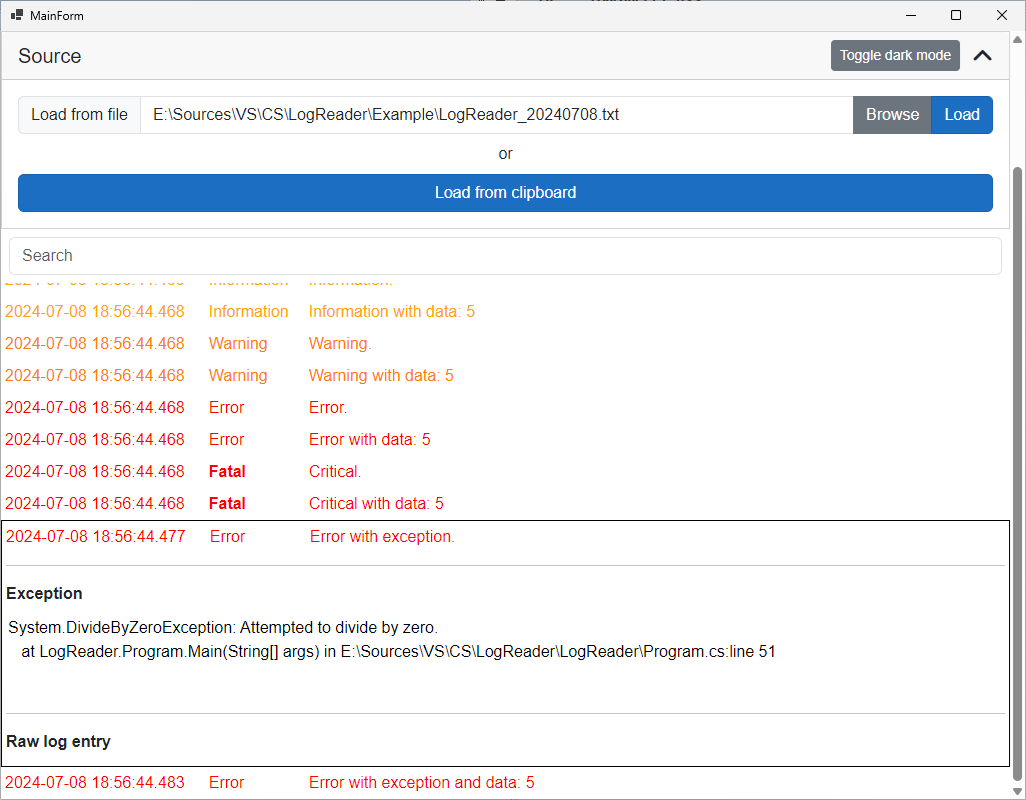 MainForm
Source
Toggle dark mode
Load from file
E:\Sources\VS\CS\LogReader\Example\LogReader_20240708.txt
Browse
Load
or
Load from clipboard
Search
2024-07-08 18:56:44.468 Information Information with data: 5
2024-07-08 18:56:44.468 Warning Warning.
2024-07-08 18:56:44.468 Warning Warning with data: 5
2024-07-08 18:56:44.468 Error Error.
2024-07-08 18:56:44.468 Error Error with data: 5
2024-07-08 18:56:44.468 Fatal Critical.
2024-07-08 18:56:44.468 Fatal Critical with data: 5
2024-07-08 18:56:44.477 Error Error with exception.
Exception
System.DivideByZeroException: Attempted to divide by zero.
at LogReader.Program.Main(String[] args) in E:\Sources\VS\CS\LogReader\LogReader\Program.cs:line 51
Raw log entry
2024-07-08 18:56:44.483 Error Error with exception and data: 5